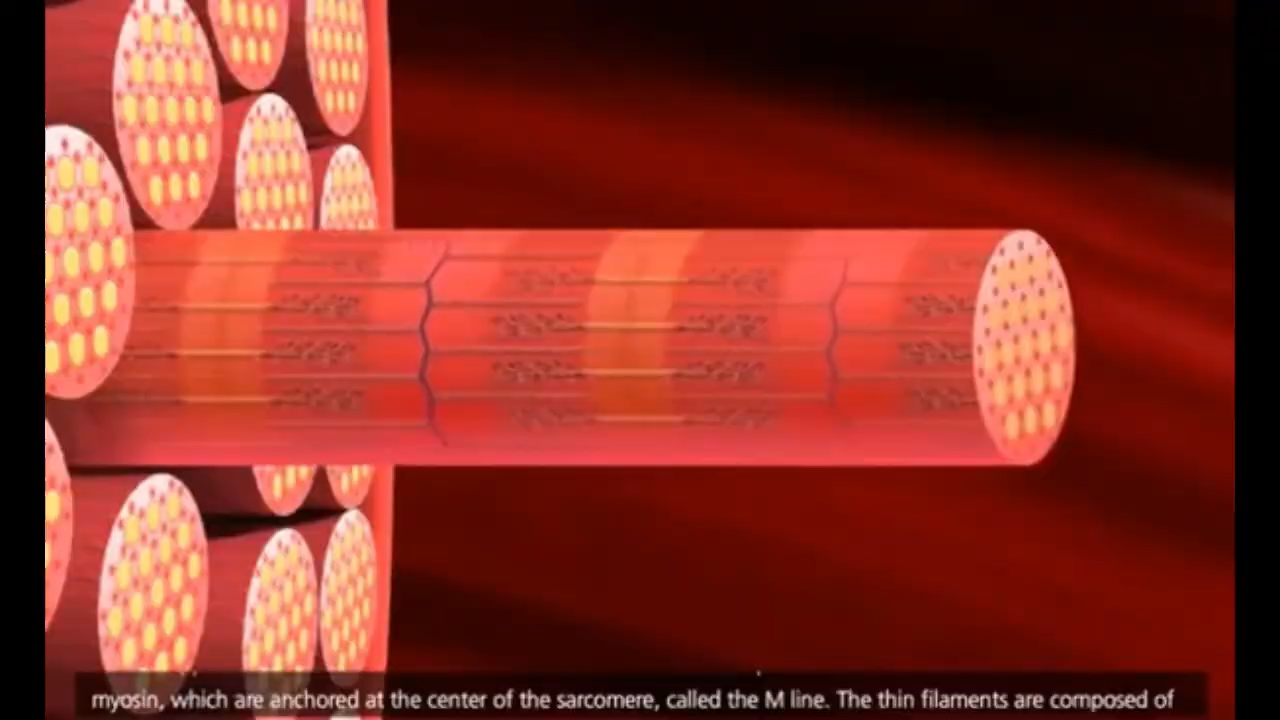 myosin, which are anchored at the center of the sarcomere, called the M line. The thin filaments are composed of